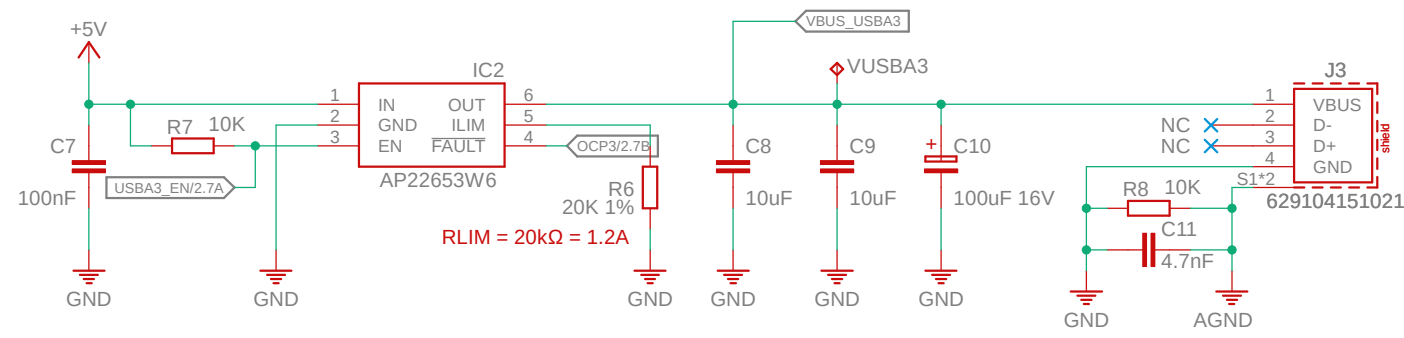 +5V
VBUS_USBA3
VUSBA3
IC2
J3
1 IN OUT 6
2 GND ILIM 5
3 EN FAULT 4
R7 10K
C7
100nF
USBA3_EN/2.7A
AP22653W6
OCP3/2.7B
R6
20K 1%
RLIM = 20kΩ = 1.2A
C8
10uF
C9
10uF
+
C10
100uF 16V
1 VBUS
NC 2 D-
NC 3 D+
4 GND
S1*2
shield
629104151021
R8 10K
C11
4.7nF
GND
GND
GND
GND
GND
GND
GND
AGND